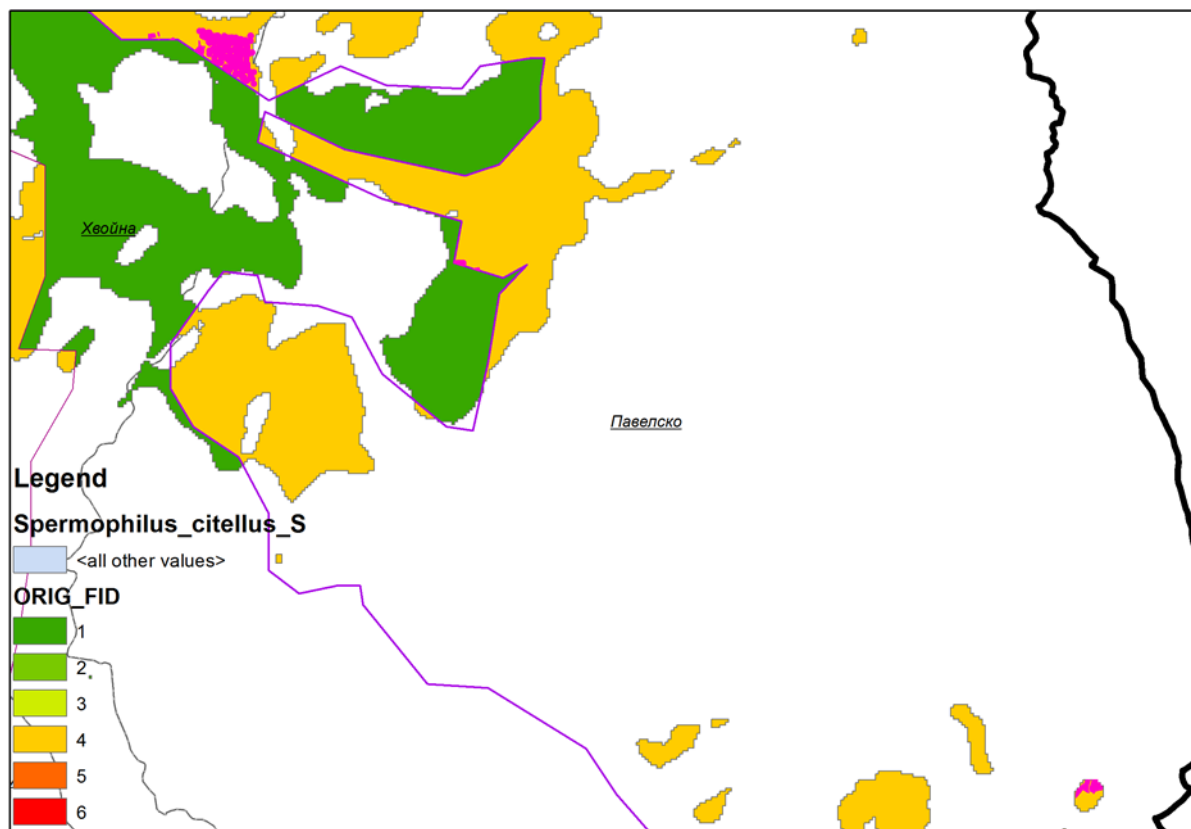 Хвойна
Павелско
Legend
Spermophilus_citellus_S
<all other values>
ORIG_FID
1
2
3
4
5
6